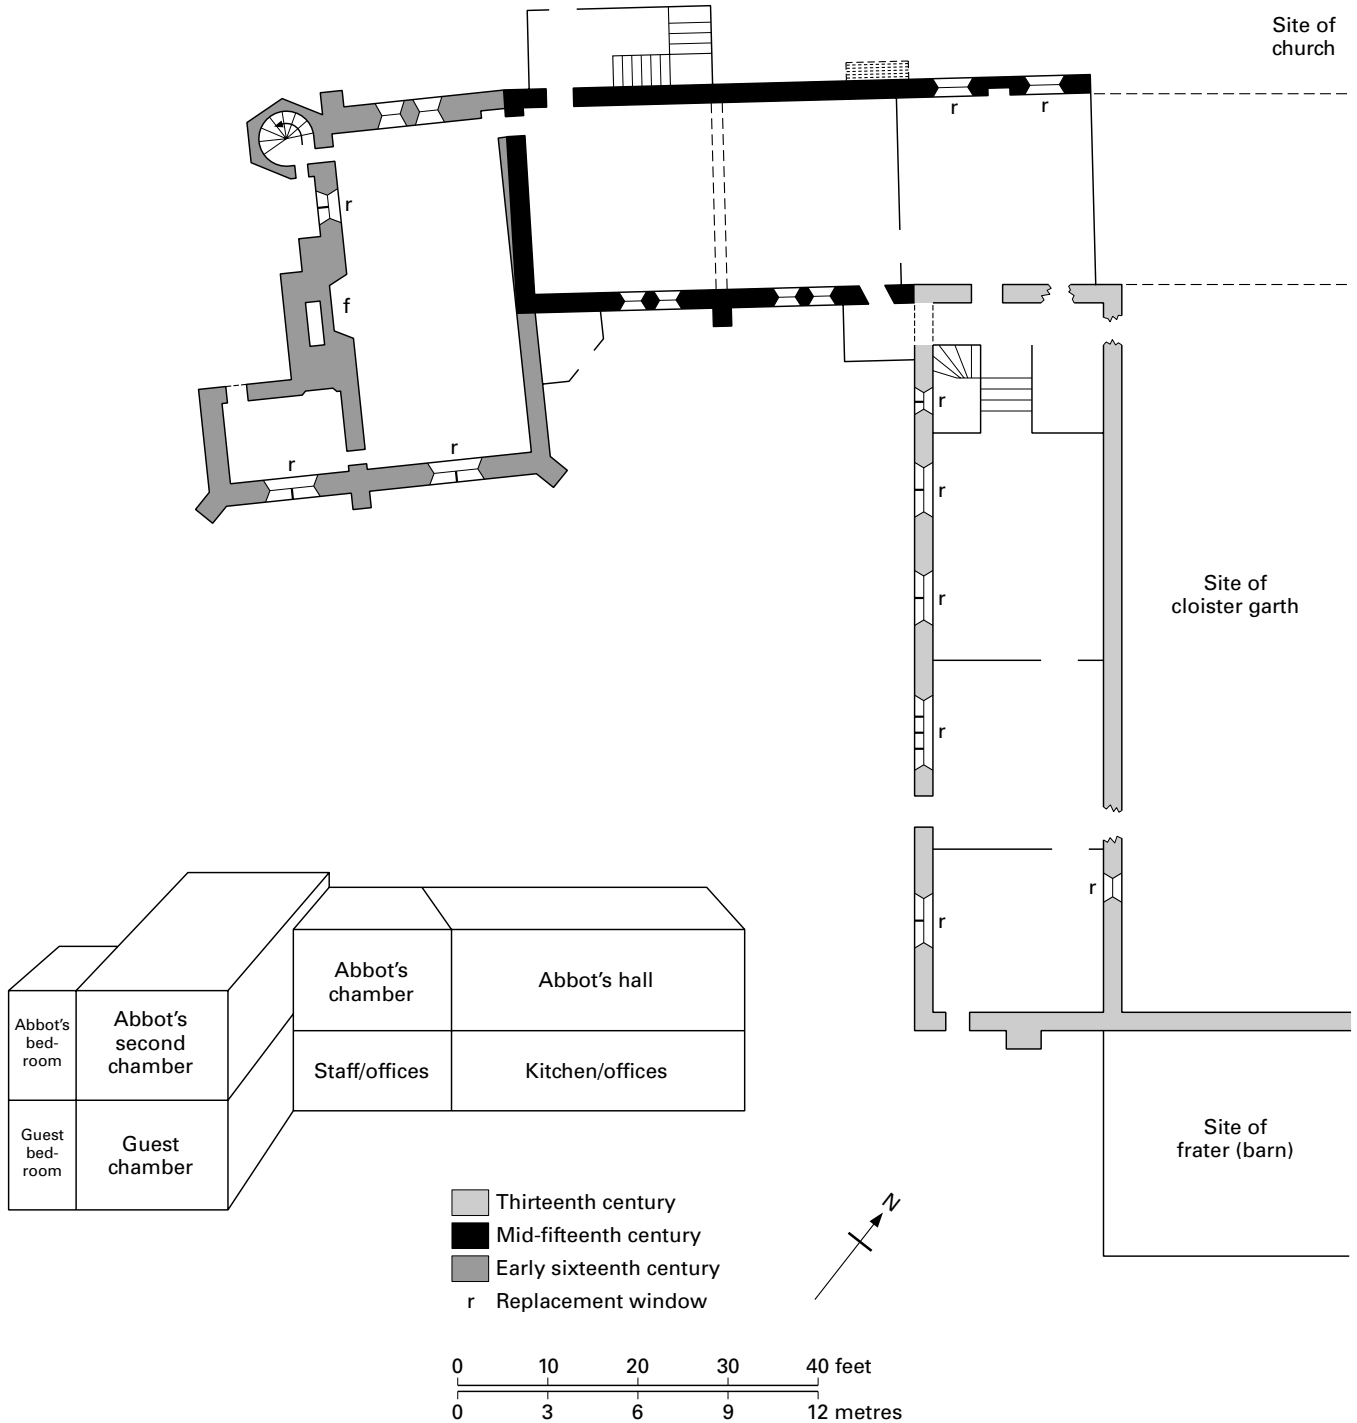 Site of
church
r
r
r
f
r
r
r
r
r
r
r
r
Site of
cloister garth
Abbot's
bed-
room
Abbot's
second
chamber
Abbot's
chamber
Abbot's hall
Staff/offices
Kitchen/offices
Guest
bed-
room
Guest
chamber
Site of
frater (barn)
Thirteenth century
Mid-fifteenth century
Early sixteenth century
r Replacement window
N
0 10 20 30 40 feet
0 3 6 9 12 metres